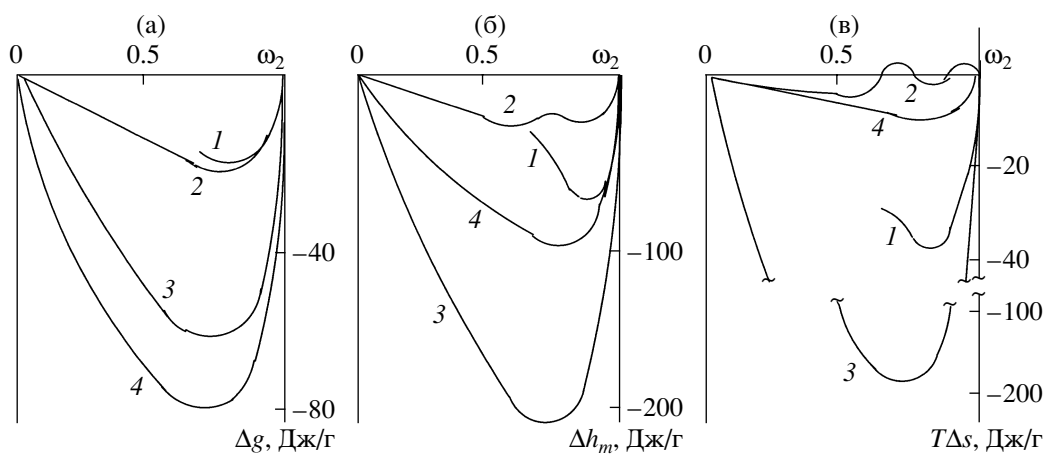 (а) (б) (в)
0 0.5 ω₂ 0 0.5 ω₂ 0 0.5 ω₂
2 2
1 4
2 1 −20
4 1
−40 −100 −40
3 3 −100
4 3
−80 −200 −200
Δg, Дж/г Δhₘ, Дж/г TΔs, Дж/г